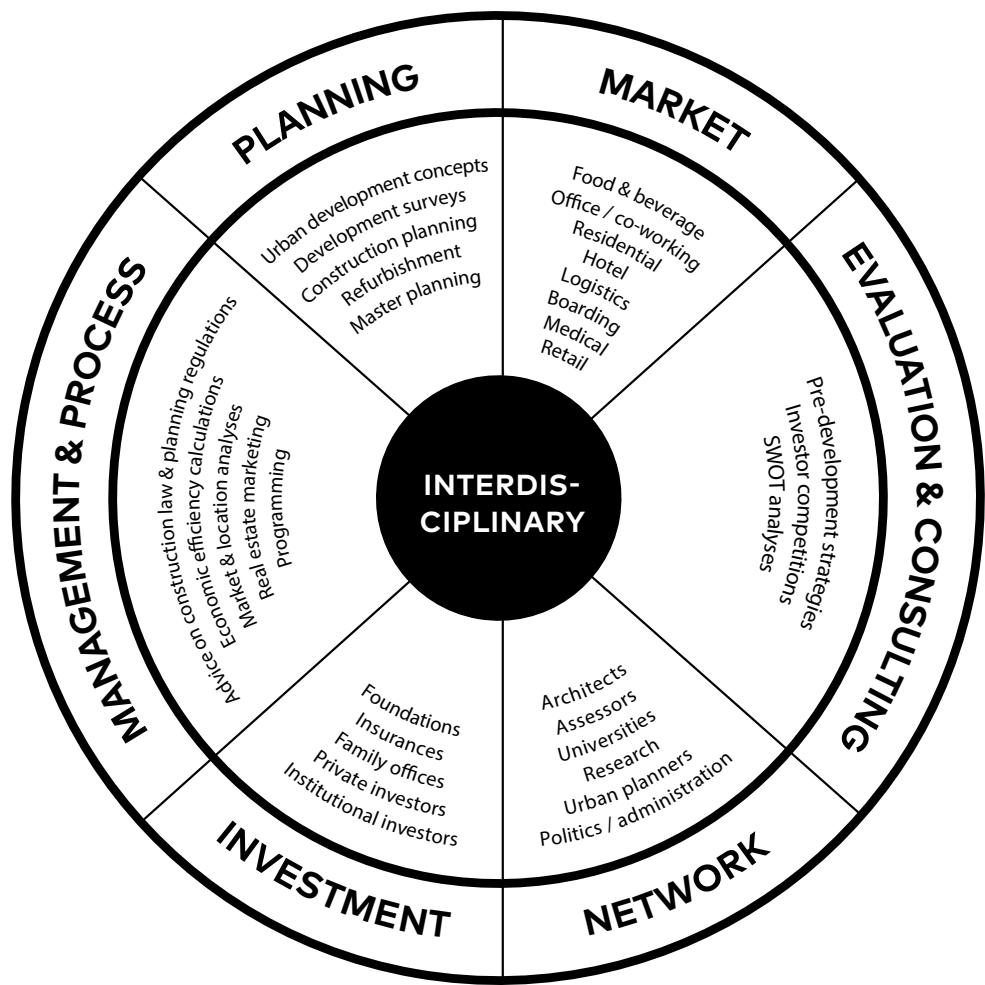 PLANNING
Urban development concepts
Development surveys
Construction planning
Refurbishment
Master planning
MARKET
Food & beverage
Office / co-working
Residential
Hotel
Logistics
Boarding
Medical
Retail
EVALUATION & CONSULTING
Pre-development strategies
Investor competitions
SWOT analyses
NETWORK
Architects
Assessors
Universities
Research
Urban planners
Politics / administration
INVESTMENT
Foundations
Insurances
Family offices
Private investors
Institutional investors
MANAGEMENT & PROCESS
Advice on construction law & planning regulations
Economic efficiency calculations
Market & location analyses
Real estate marketing
Programming
INTERDIS-
CIPLINARY